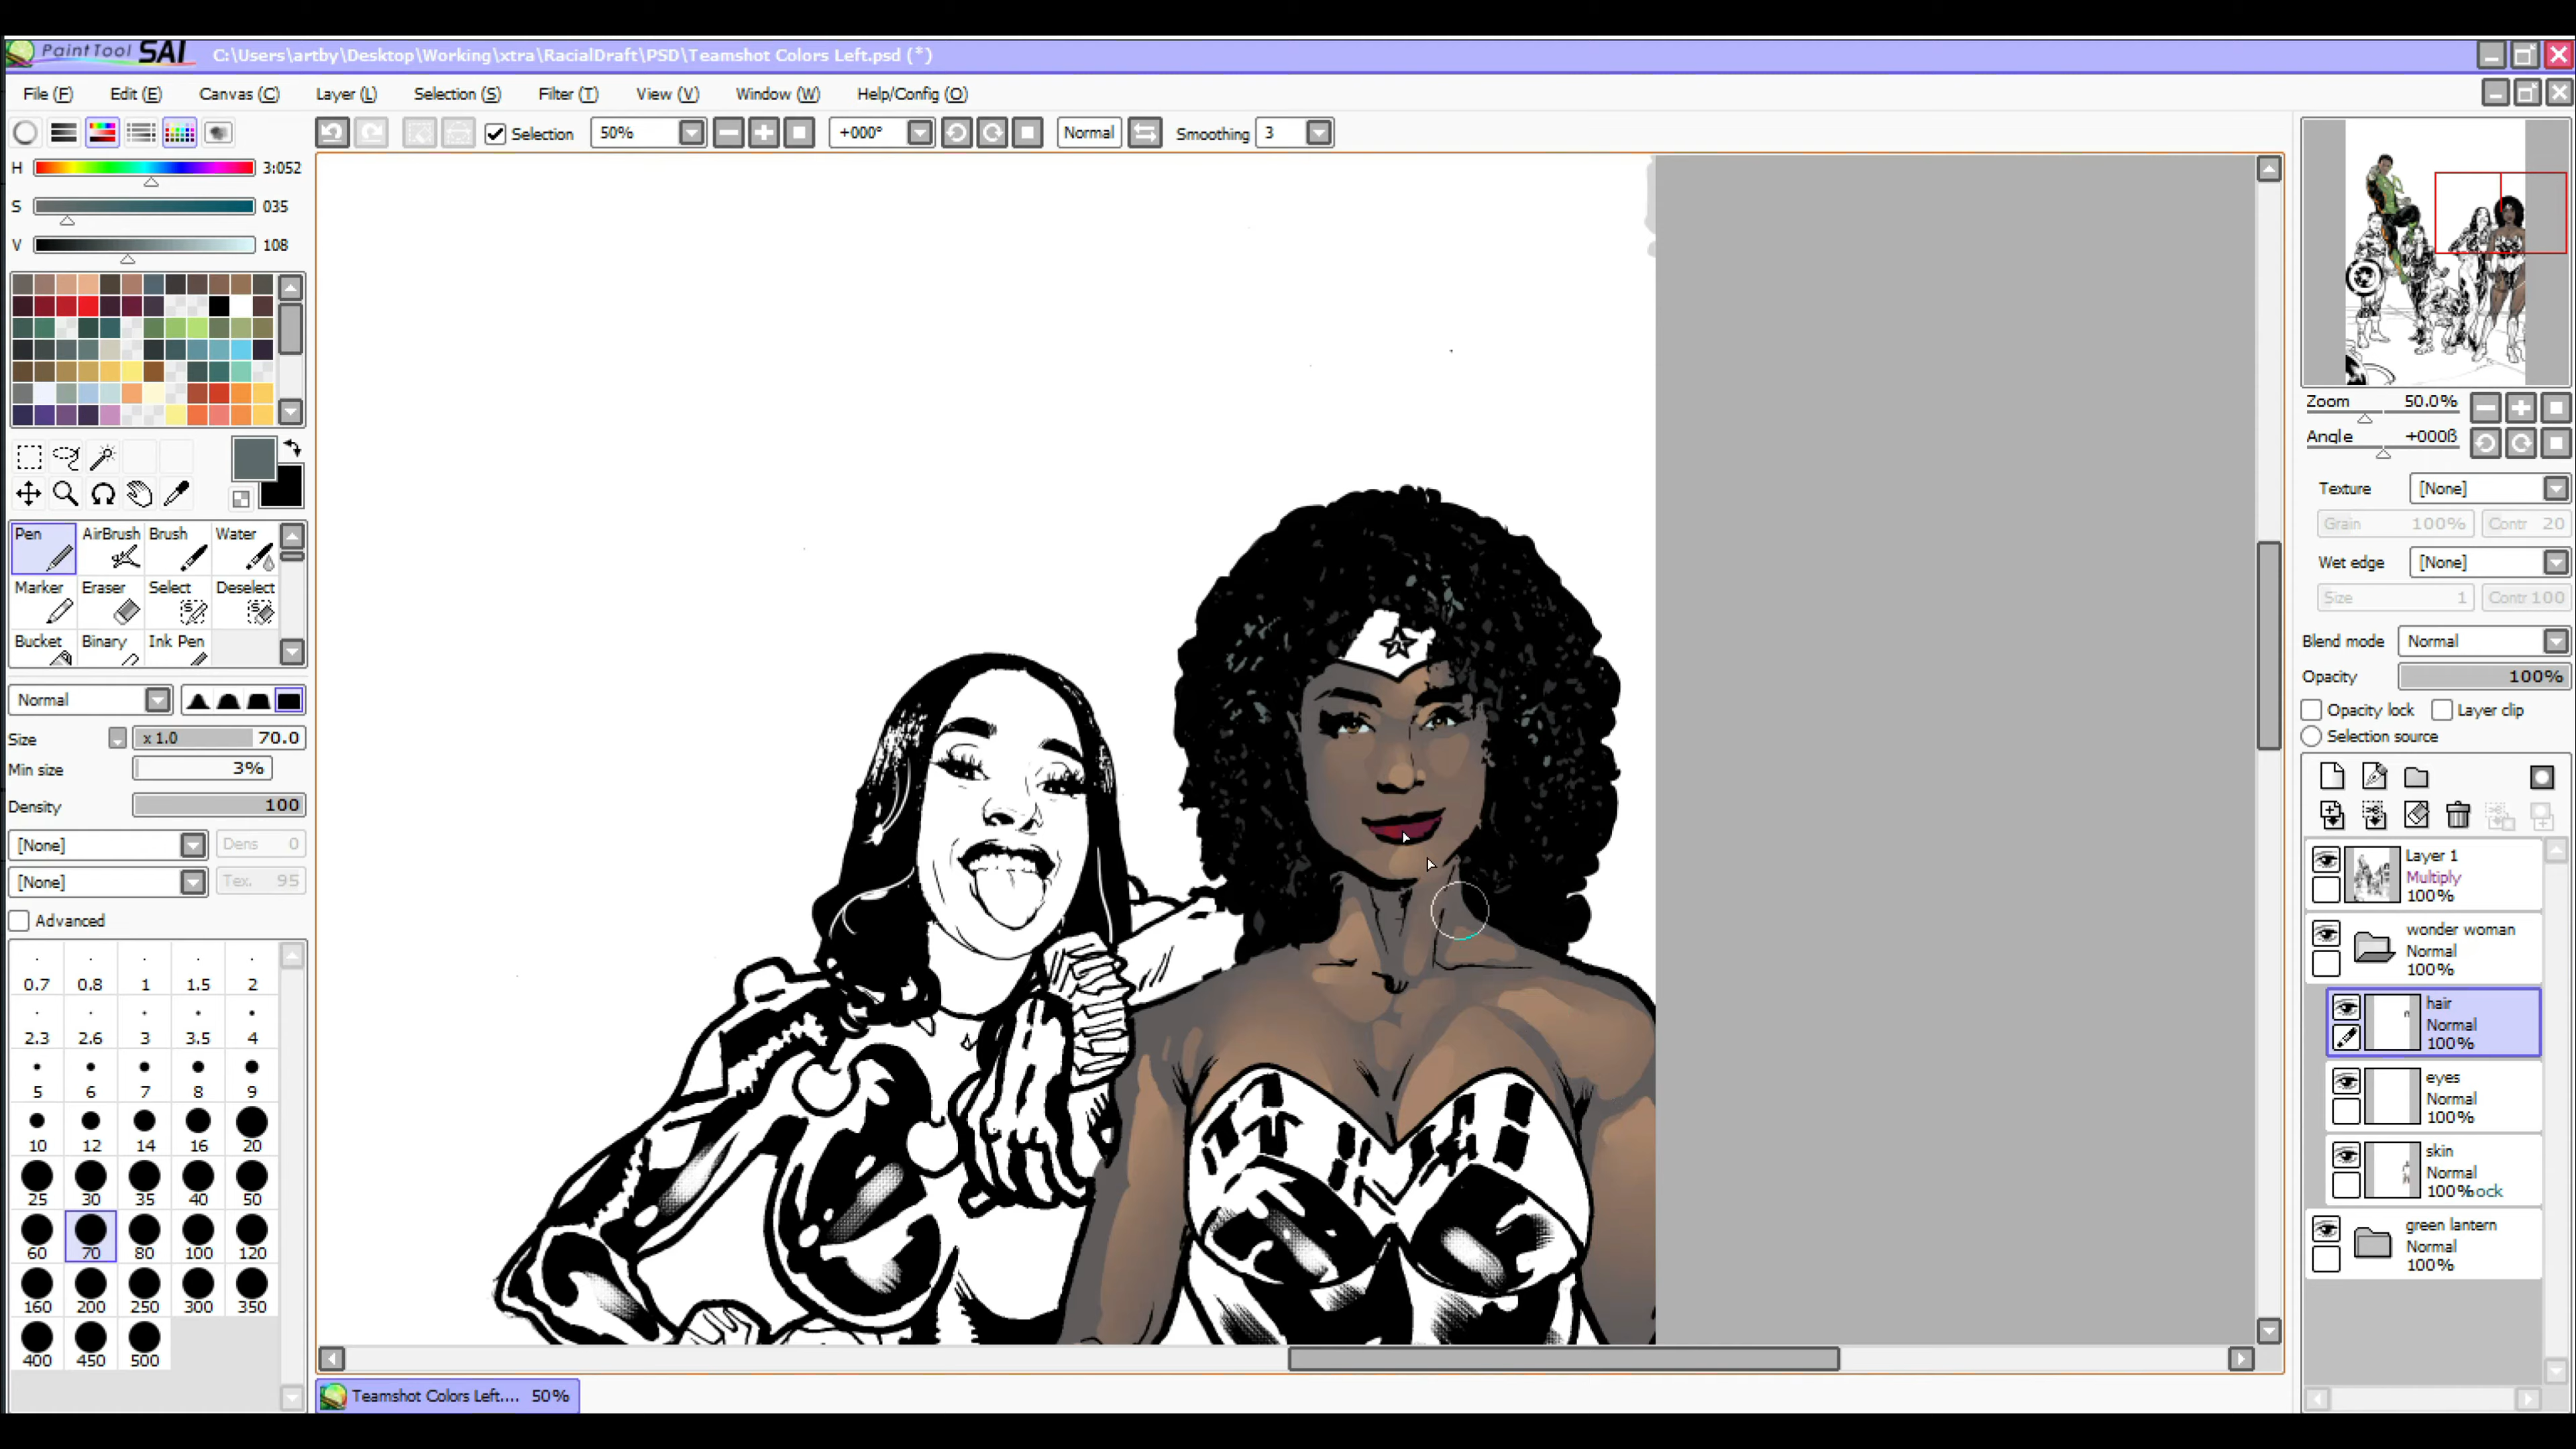 PaintTool SAI C:\Users\artby\Desktop\Working\xtra\RacialDraft\PSD\Teamshot Colors Left.psd (*)
File (F) Edit (E) Canvas (C) Layer (L) Selection (S) Filter (T) View (V) Window (W) Help/Config (O)
Selection 50% +000° Normal Smoothing 3
H 3:052
S 035
V 108
Pen AirBrush Brush Water
Marker Eraser Select Deselect
Bucket Binary Ink Pen
Normal
Size x 1.0 70.0
Min size 3%
Density 100
[None] Dens 0
[None] Tex. 95
Advanced
0.7 0.8 1 1.5 2
2.3 2.6 3 3.5 4
5 6 7 8 9
10 12 14 16 20
25 30 35 40 50
60 70 80 100 120
160 200 250 300 350
400 450 500
Teamshot Colors Left.... 50%
Zoom 50.0%
Angle +000ß
Texture [None]
Grain 100% Contr 20
Wet edge [None]
Size 1 Contr 100
Blend mode Normal
Opacity 100%
Opacity lock Layer clip
Selection source
Layer 1
Multiply
100%
wonder woman
Normal
100%
hair
Normal
100%
eyes
Normal
100%
skin
Normal
100% ock
green lantern
Normal
100%